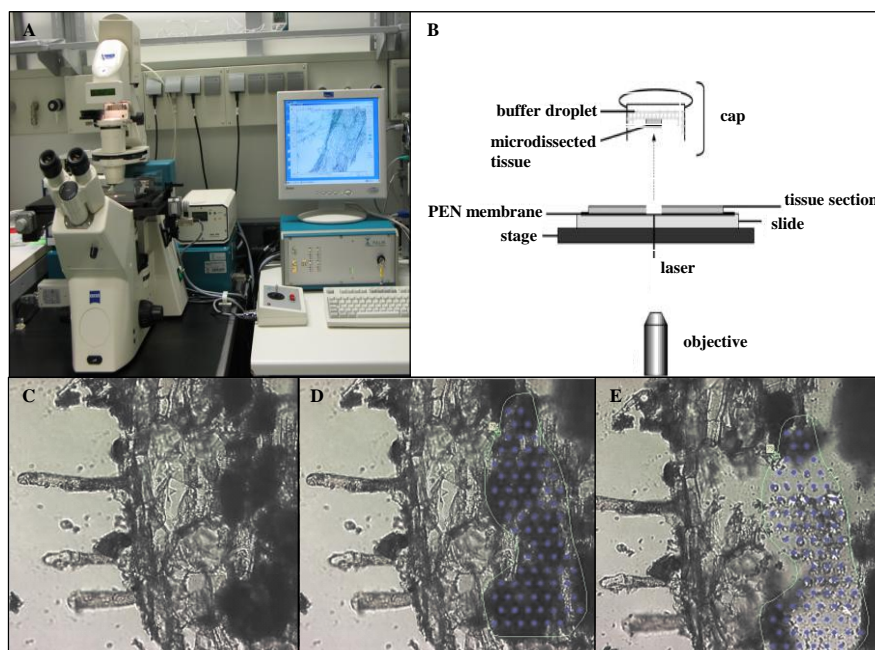 A
B
buffer droplet
cap
microdissected
tissue
tissue section
PEN membrane
slide
stage
laser
objective
C
D
E